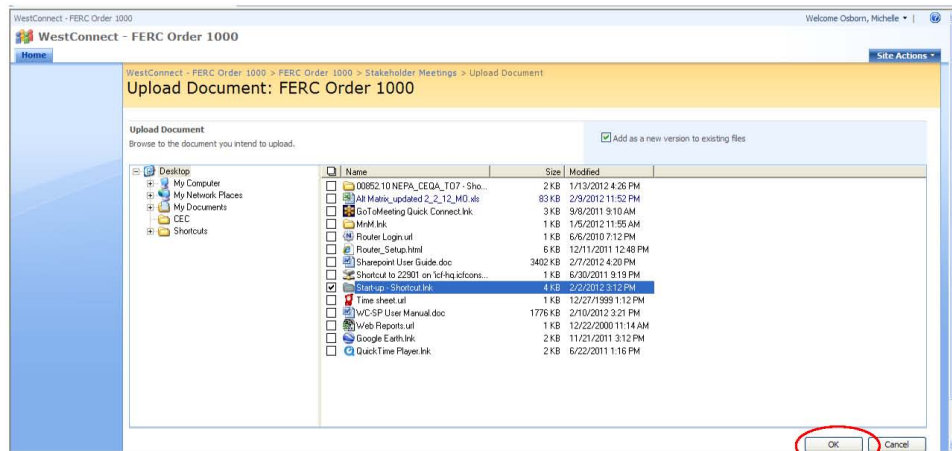 WestConnect - FERC Order 1000
Welcome Osborn, Michelle
WestConnect - FERC Order 1000
Home
Site Actions
WestConnect - FERC Order 1000 > FERC Order 1000 > Stakeholder Meetings > Upload Document
Upload Document: FERC Order 1000
Upload Document
Browse to the document you intend to upload.
Add as a new version to existing files
Desktop
My Computer
My Network Places
My Documents
CEC
Shortcuts
Name Size Modified
00852.10 NEPA_CEQA_TO7 - Sho... 2 KB 1/13/2012 4:26 PM
Alt Matrix_updated 2_2_12_MO.xls 83 KB 2/9/2012 11:52 PM
GoToMeeting Quick Connect.lnk 3 KB 9/8/2011 9:10 AM
MnM.lnk 1 KB 1/5/2012 11:55 AM
Router Login.url 1 KB 6/6/2010 7:12 PM
Router_Setup.html 6 KB 12/11/2011 12:48 PM
Sharepoint User Guide.doc 3402 KB 2/7/2012 4:20 PM
Shortcut to 22901 on 'icf-hq.icfcons... 1 KB 6/30/2011 9:19 PM
Start-up - Shortcut.lnk 4 KB 2/2/2012 3:12 PM
Time sheet.url 1 KB 12/27/1999 1:12 PM
WC-SP User Manual.doc 1776 KB 2/10/2012 3:21 PM
Web Reports.url 1 KB 12/22/2000 11:14 AM
Google Earth.lnk 2 KB 11/21/2011 3:12 PM
QuickTime Player.lnk 2 KB 6/22/2011 1:16 PM
OK
Cancel